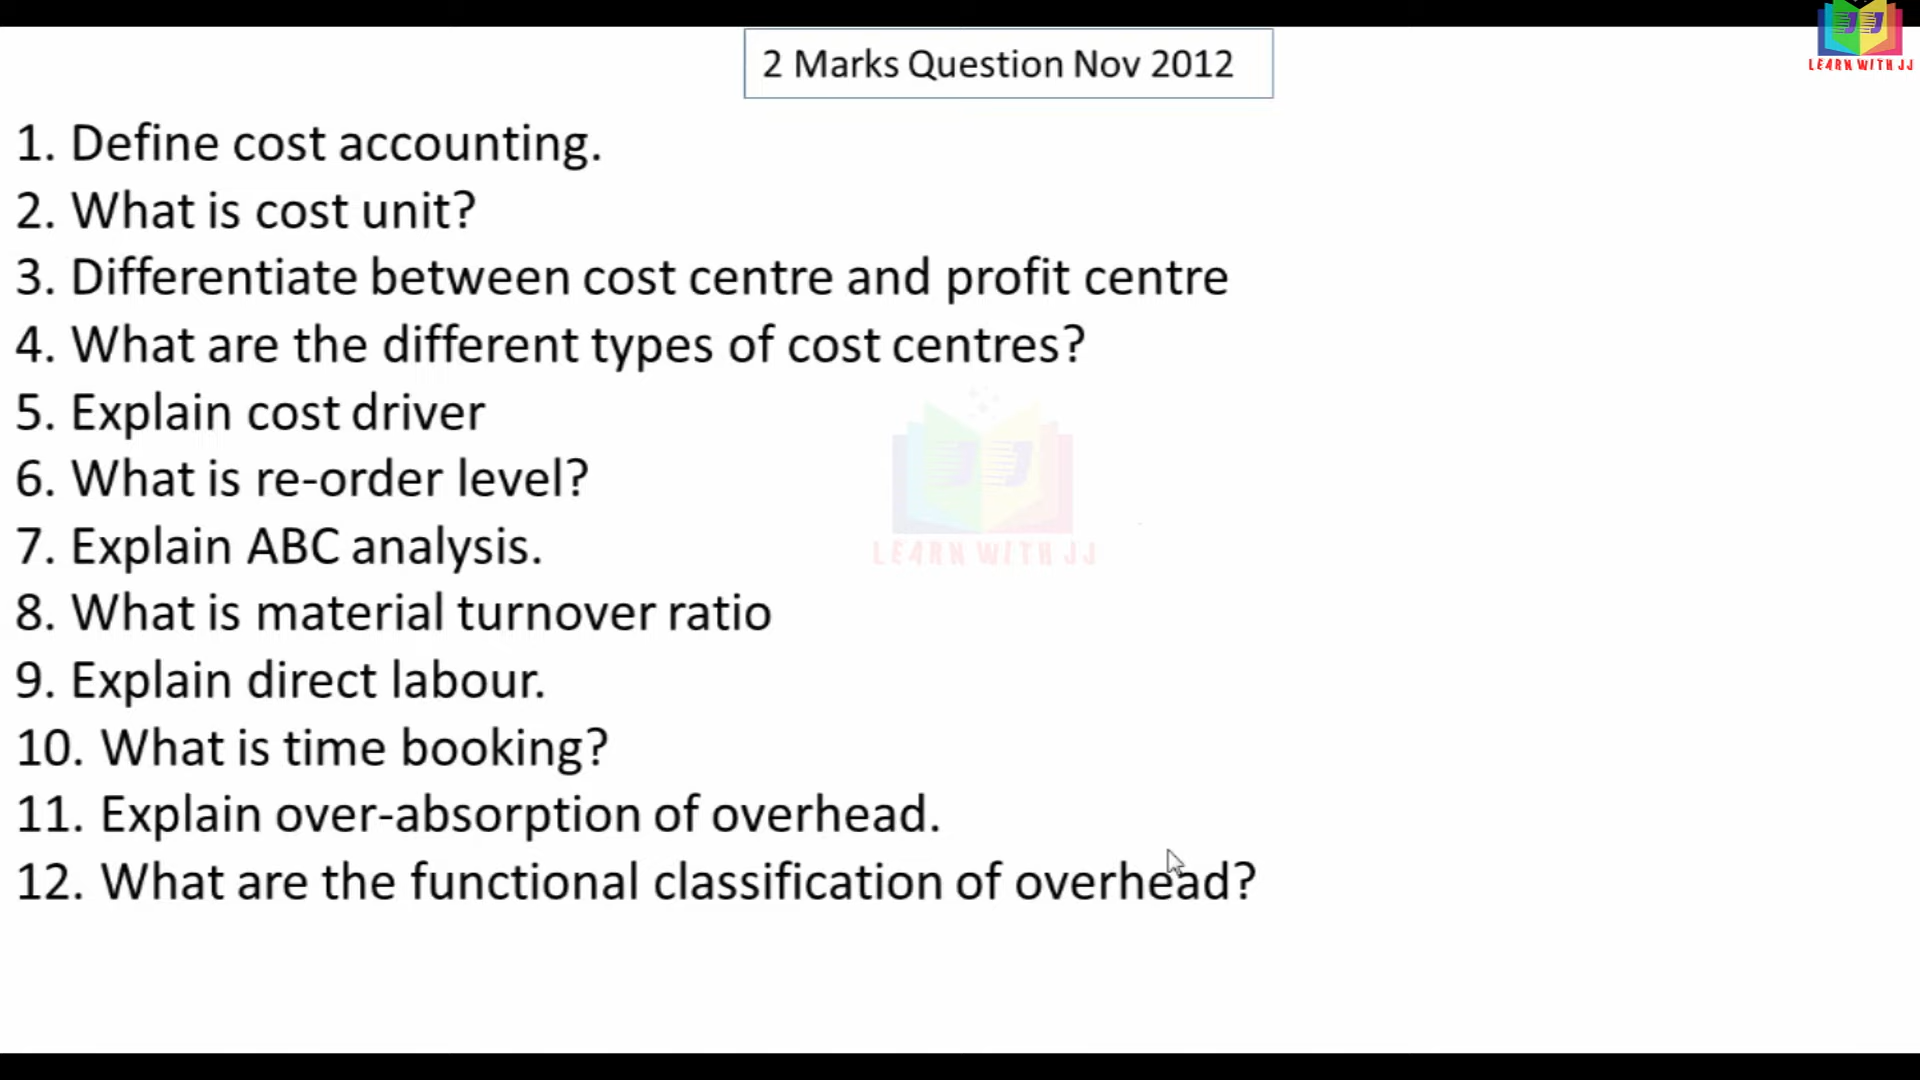 LEARN WITH JJ
2 Marks Question Nov 2012
1. Define cost accounting.
2. What is cost unit?
3. Differentiate between cost centre and profit centre
4. What are the different types of cost centres?
5. Explain cost driver
6. What is re-order level?
7. Explain ABC analysis.
LEARN WITH JJ
8. What is material turnover ratio
9. Explain direct labour.
10. What is time booking?
11. Explain over-absorption of overhead.
12. What are the functional classification of overhead?